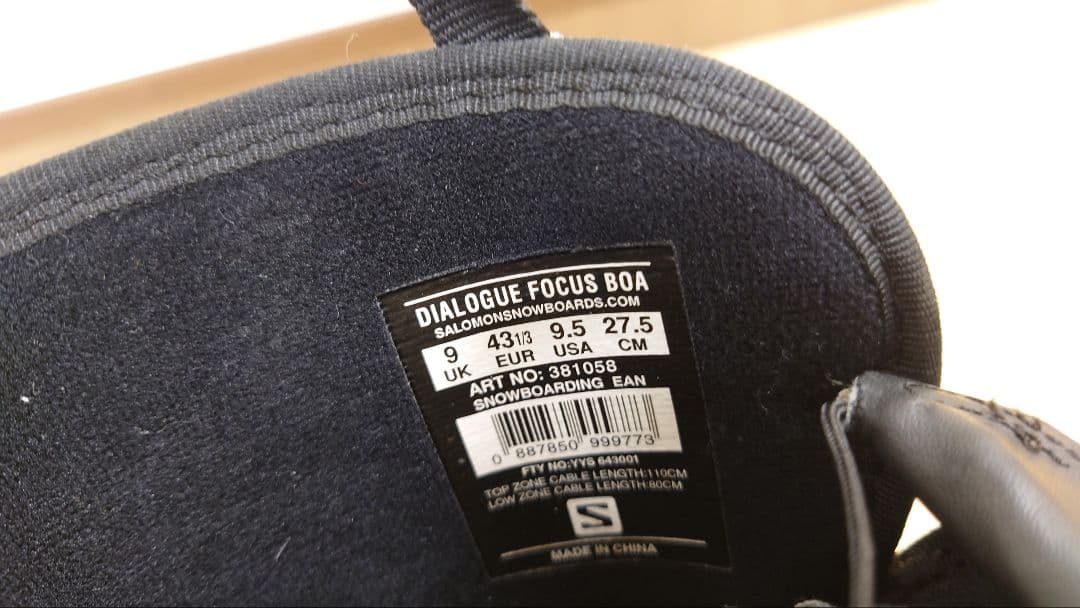 DIALOGUE FOCUS BOA
SALOMONSNOWBOARDS.COM
9 43 1/3 9.5 27.5
UK EUR USA CM
ART NO: 381058
SNOWBOARDING EAN
0 887850 999773
FTY NO:YYS 643001
TOP ZONE CABLE LENGTH:110CM
LOW ZONE CABLE LENGTH:80CM
S
MADE IN CHINA